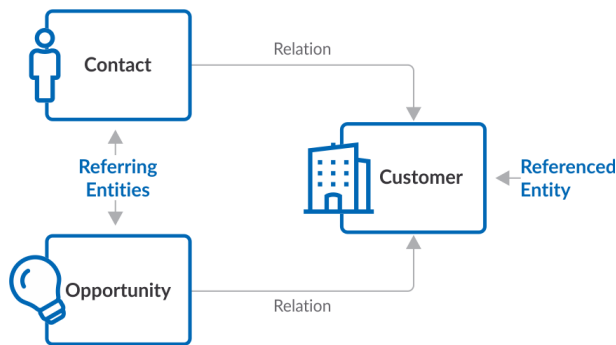 Relation
Contact
Referring
Entities
Customer
Referenced
Entity
Opportunity
Relation